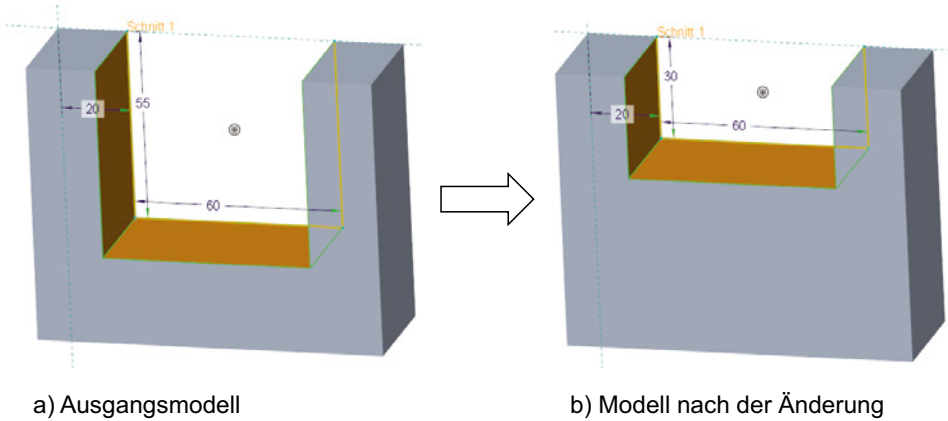 Schnitt 1
20
55
60
Schnitt 1
30
20
60
a) Ausgangsmodell
b) Modell nach der Änderung